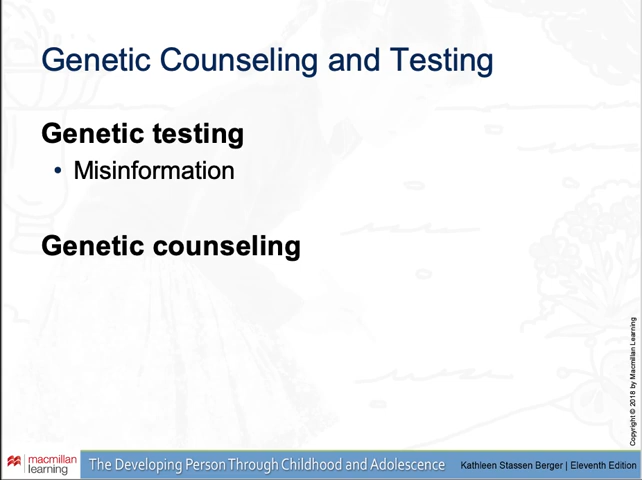 Genetic Counseling and Testing
Genetic testing
• Misinformation
Genetic counseling
Copyright © 2018 by Macmillan Learning
macmillan
learning
The Developing Person Through Childhood and Adolescence
Kathleen Stassen Berger | Eleventh Edition